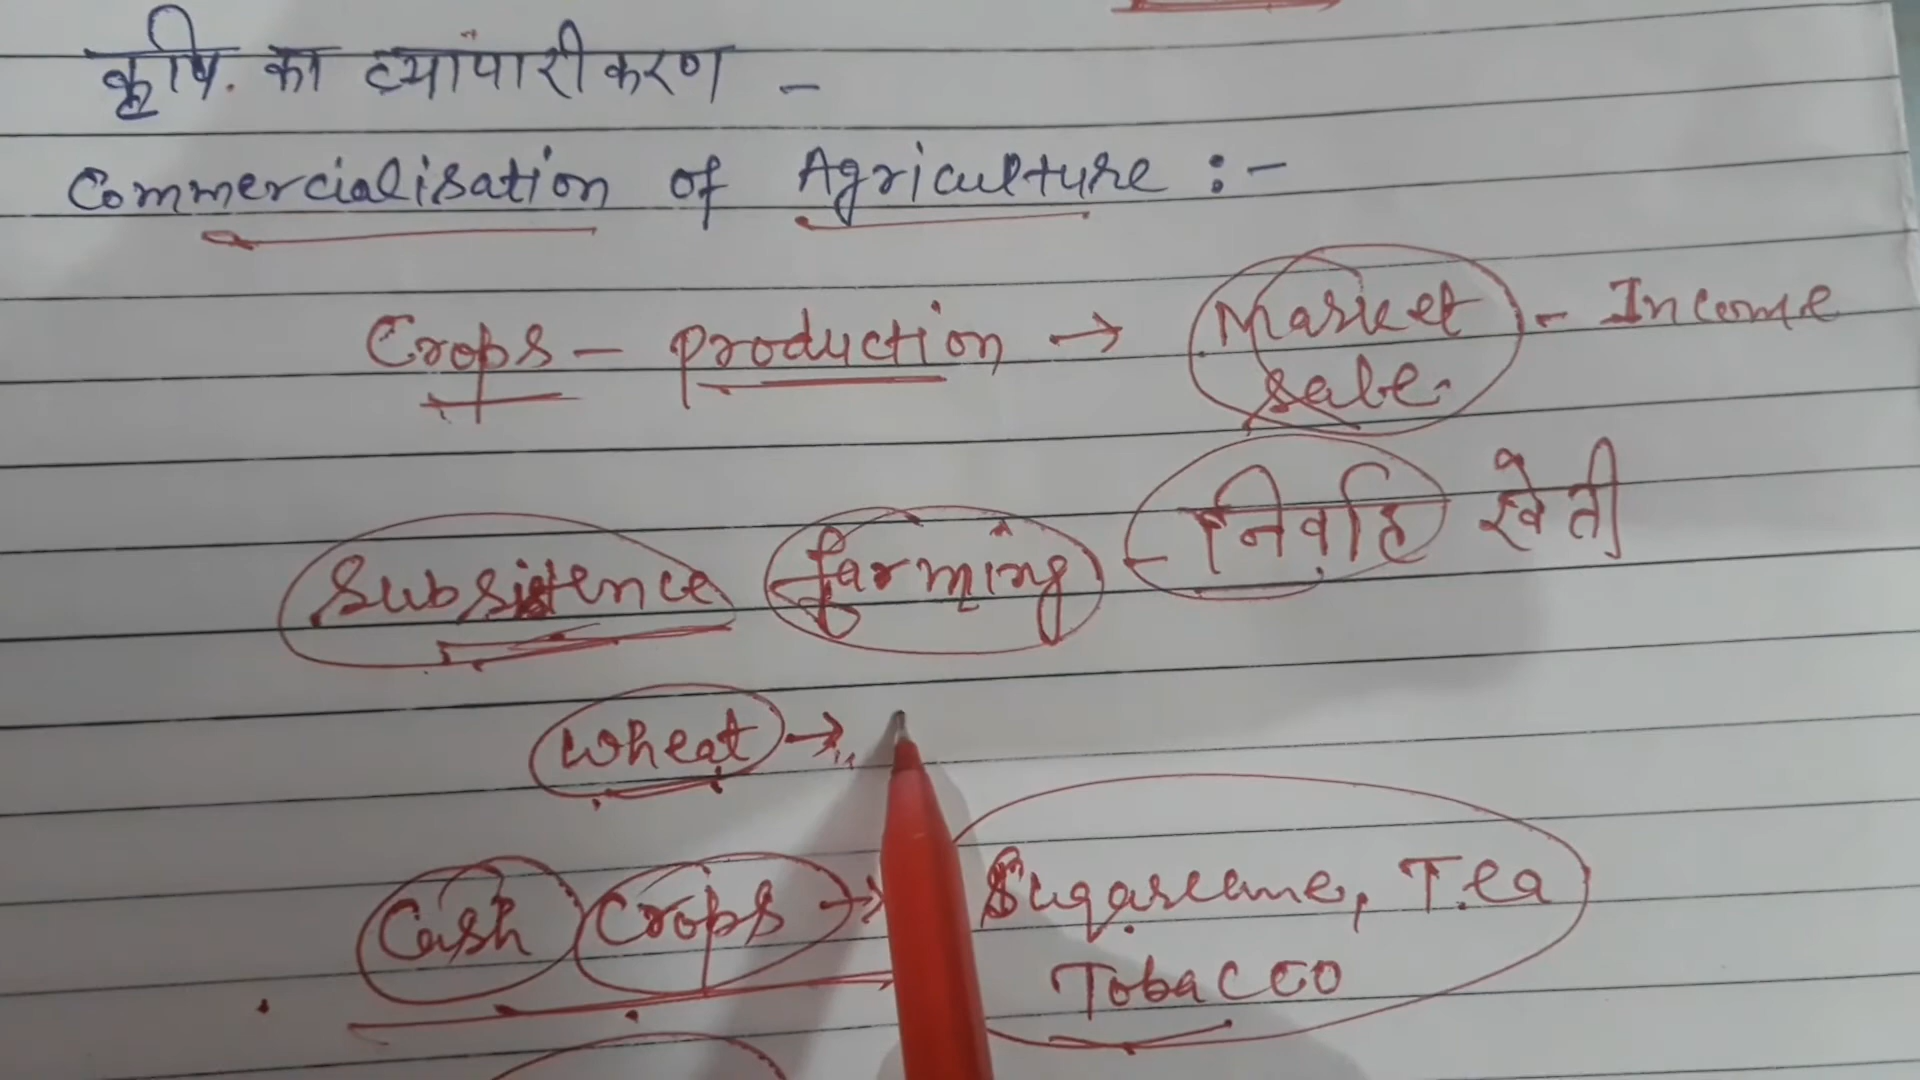 कृषि. का व्यापारीकरण -
Commercialisation of Agriculture :-
Crops - production → Market - Income
sale.
Subsistence farming - निर्वाह खेती
Wheat →
Cash Crops → Sugarcane, Tea
Tobacco